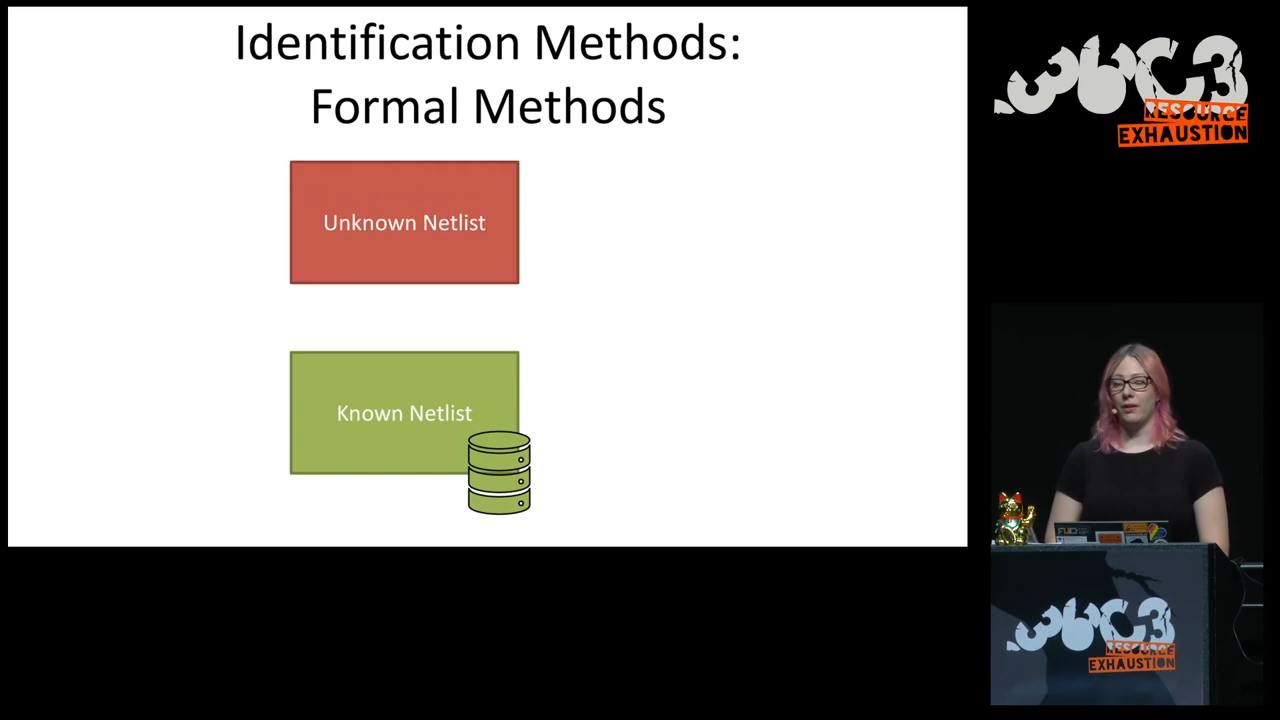 Identification Methods:
Formal Methods
Unknown Netlist
Known Netlist
36C3
RESOURCE
EXHAUSTION
36C3
RESOURCE
EXHAUSTION